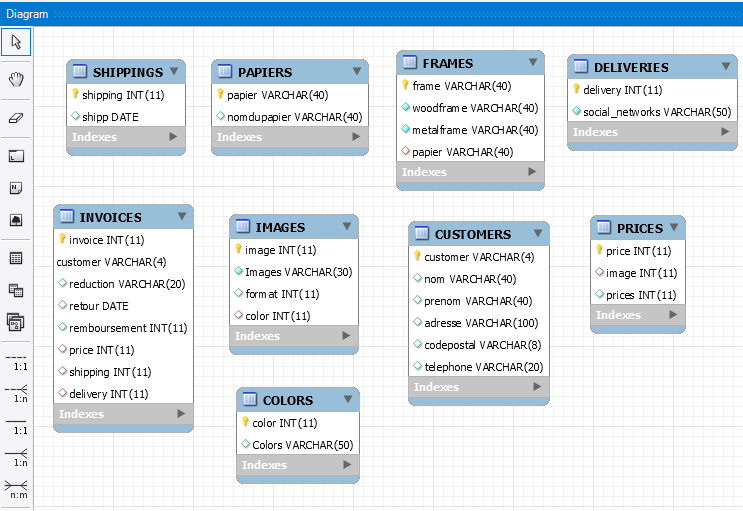 Diagram
SHIPPINGS
shipping INT(11)
shipp DATE
Indexes
PAPIERS
papier VARCHAR(40)
nomdupapier VARCHAR(40)
Indexes
FRAMES
frame VARCHAR(40)
woodframe VARCHAR(40)
metalframe VARCHAR(40)
papier VARCHAR(40)
Indexes
DELIVERIES
delivery INT(11)
social_networks VARCHAR(50)
Indexes
INVOICES
invoice INT(11)
customer VARCHAR(4)
reduction VARCHAR(20)
retour DATE
remboursement INT(11)
price INT(11)
shipping INT(11)
delivery INT(11)
Indexes
IMAGES
image INT(11)
Images VARCHAR(30)
format INT(11)
color INT(11)
Indexes
CUSTOMERS
customer VARCHAR(4)
nom VARCHAR(40)
prenom VARCHAR(40)
adresse VARCHAR(100)
codepostal VARCHAR(8)
telephone VARCHAR(20)
Indexes
PRICES
price INT(11)
image INT(11)
prices INT(11)
Indexes
COLORS
color INT(11)
Colors VARCHAR(50)
Indexes
1:1
1:n
1:1
1:n
n:m